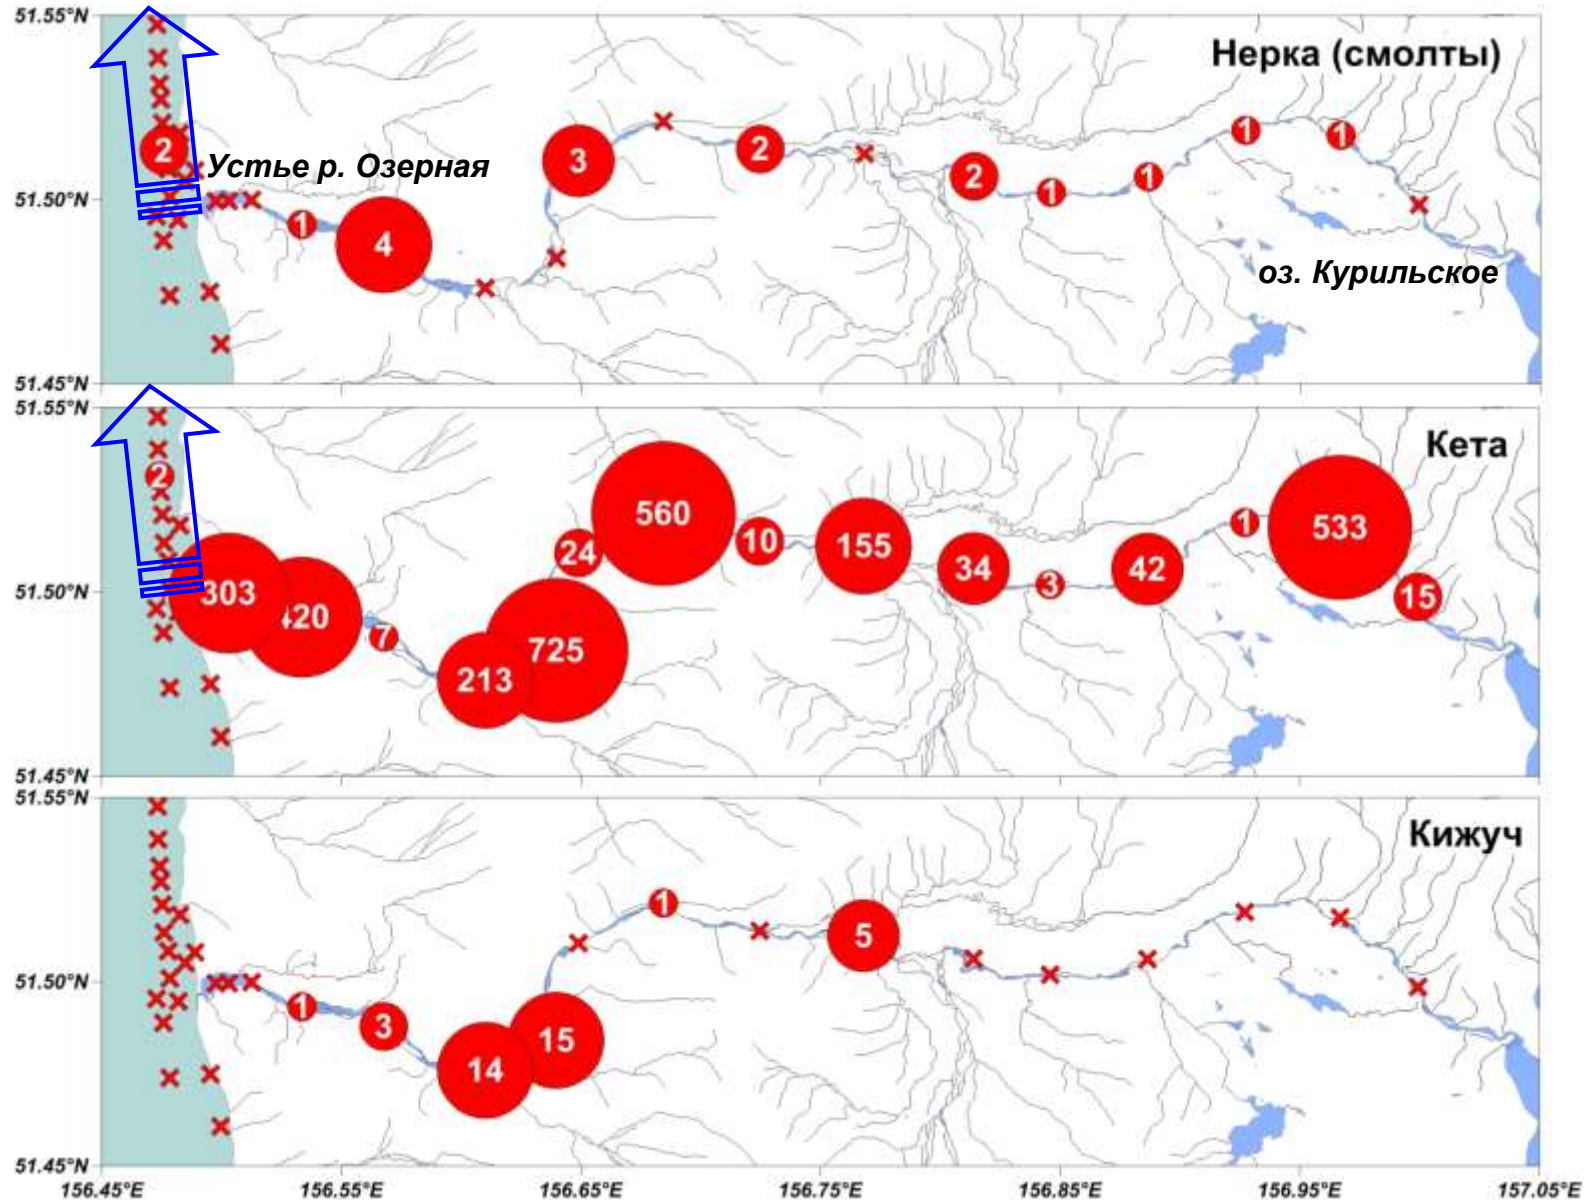 51.55°N
Нерка (смолты)
1
1
2
3
2
Устье р. Озерная
2
1
1
51.50°N
1
4
оз. Курильское
51.45°N
51.55°N
Кета
2
560
1
533
10
155
24
34
42
3
15
51.50°N
303
420
7
725
213
51.45°N
51.55°N
Кижуч
1
5
51.50°N
1
3
15
14
51.45°N
156.45°E 156.55°E 156.65°E 156.75°E 156.85°E 156.95°E 157.05°E